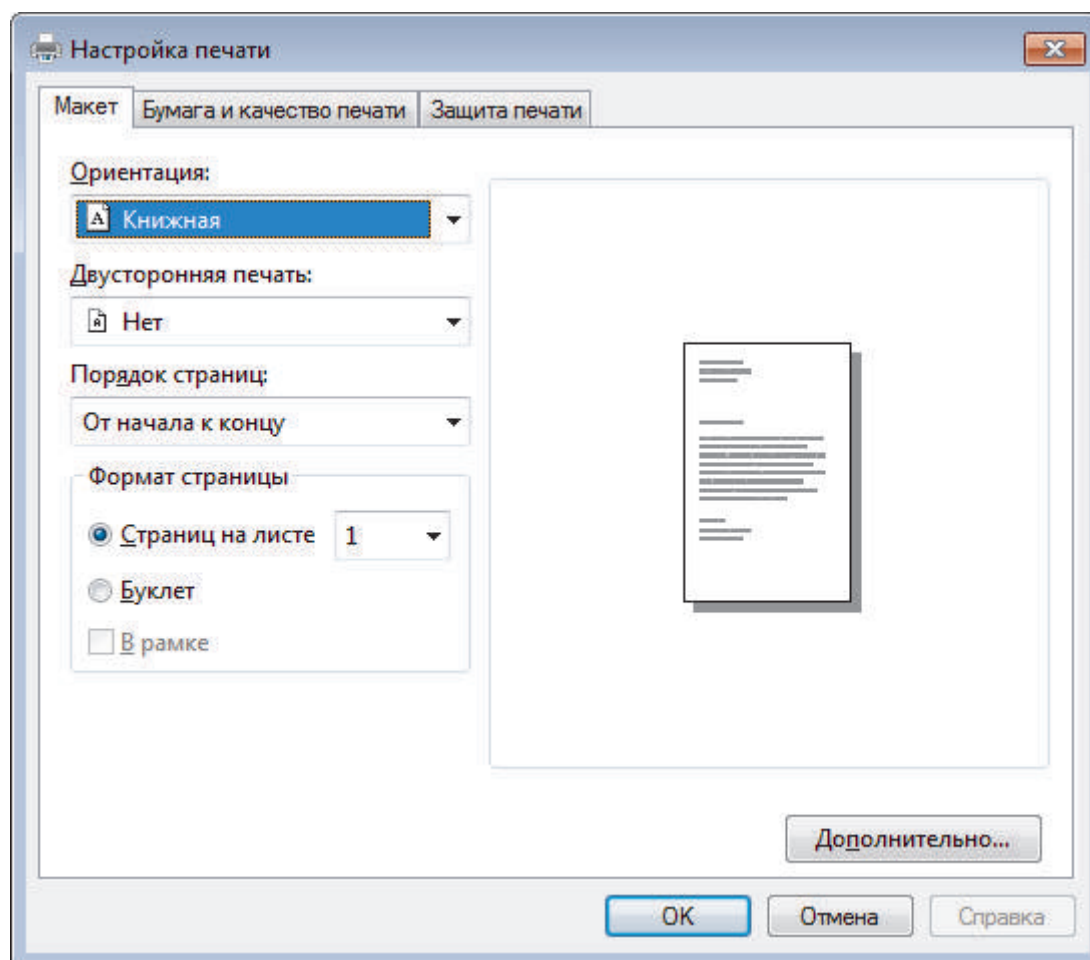 Настройка печати
Макет Бумага и качество печати Защита печати
Ориентация:
A Книжная
Двусторонняя печать:
Нет
Порядок страниц:
От начала к концу
Формат страницы
Страниц на листе 1
Буклет
В рамке
Дополнительно...
OK Отмена Справка